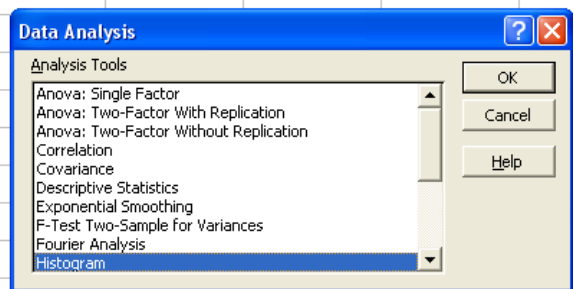 Data Analysis
Analysis Tools
Anova: Single Factor
Anova: Two-Factor With Replication
Anova: Two-Factor Without Replication
Correlation
Covariance
Descriptive Statistics
Exponential Smoothing
F-Test Two-Sample for Variances
Fourier Analysis
Histogram
OK
Cancel
Help